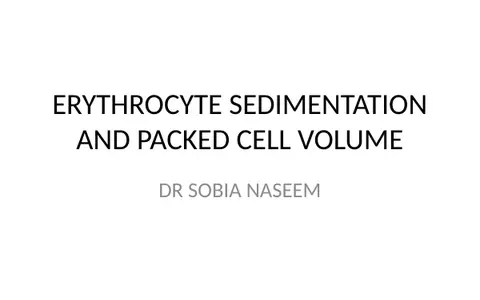 ERYTHROCYTE SEDIMENTATION
AND PACKED CELL VOLUME
DR SOBIA NASEEM